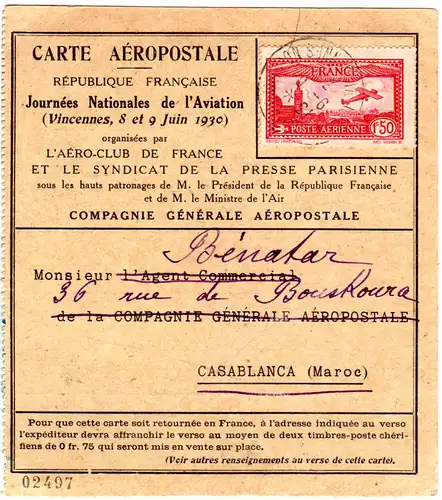 CARTE AÉROPOSTALE
RÉPUBLIQUE FRANÇAISE
Journées Nationales de l'Aviation
(Vincennes, 8 et 9 Juin 1930)
organisées par
L'AÉRO-CLUB DE FRANCE
ET LE SYNDICAT DE LA PRESSE PARISIENNE
sous les hauts patronages de M. le Président de la République Française
et de M. le Ministre de l'Air
COMPAGNIE GÉNÉRALE AÉROPOSTALE
FRANCE
POSTE AERIENNE
1f50
Bénatar
Monsieur l'Agent Commercial
36 rue de Bouskoura
de la COMPAGNIE GÉNÉRALE AÉROPOSTALE
CASABLANCA (Maroc)
Pour que cette carte soit retournée en France, à l'adresse indiquée au verso
l'expéditeur devra affranchir le verso au moyen de deux timbres-poste chéri-
fiens de 0 fr. 75 qui seront mis en vente sur place.
(Voir autres renseignements au verso de cette carte).
02497